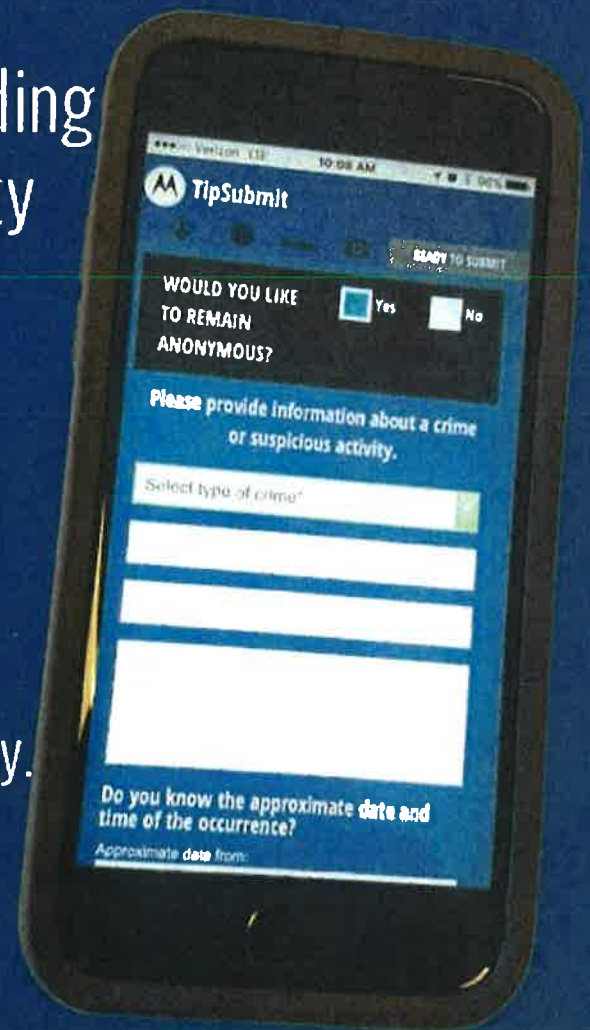 ding
ty
y.
Verizon LTE 10:08 AM 96%
TipSubmit
READY TO SUBMIT
WOULD YOU LIKE
TO REMAIN
ANONYMOUS?
Yes
No
Please provide information about a crime
or suspicious activity.
Select type of crime*
Do you know the approximate date and
time of the occurrence?
Approximate date from: